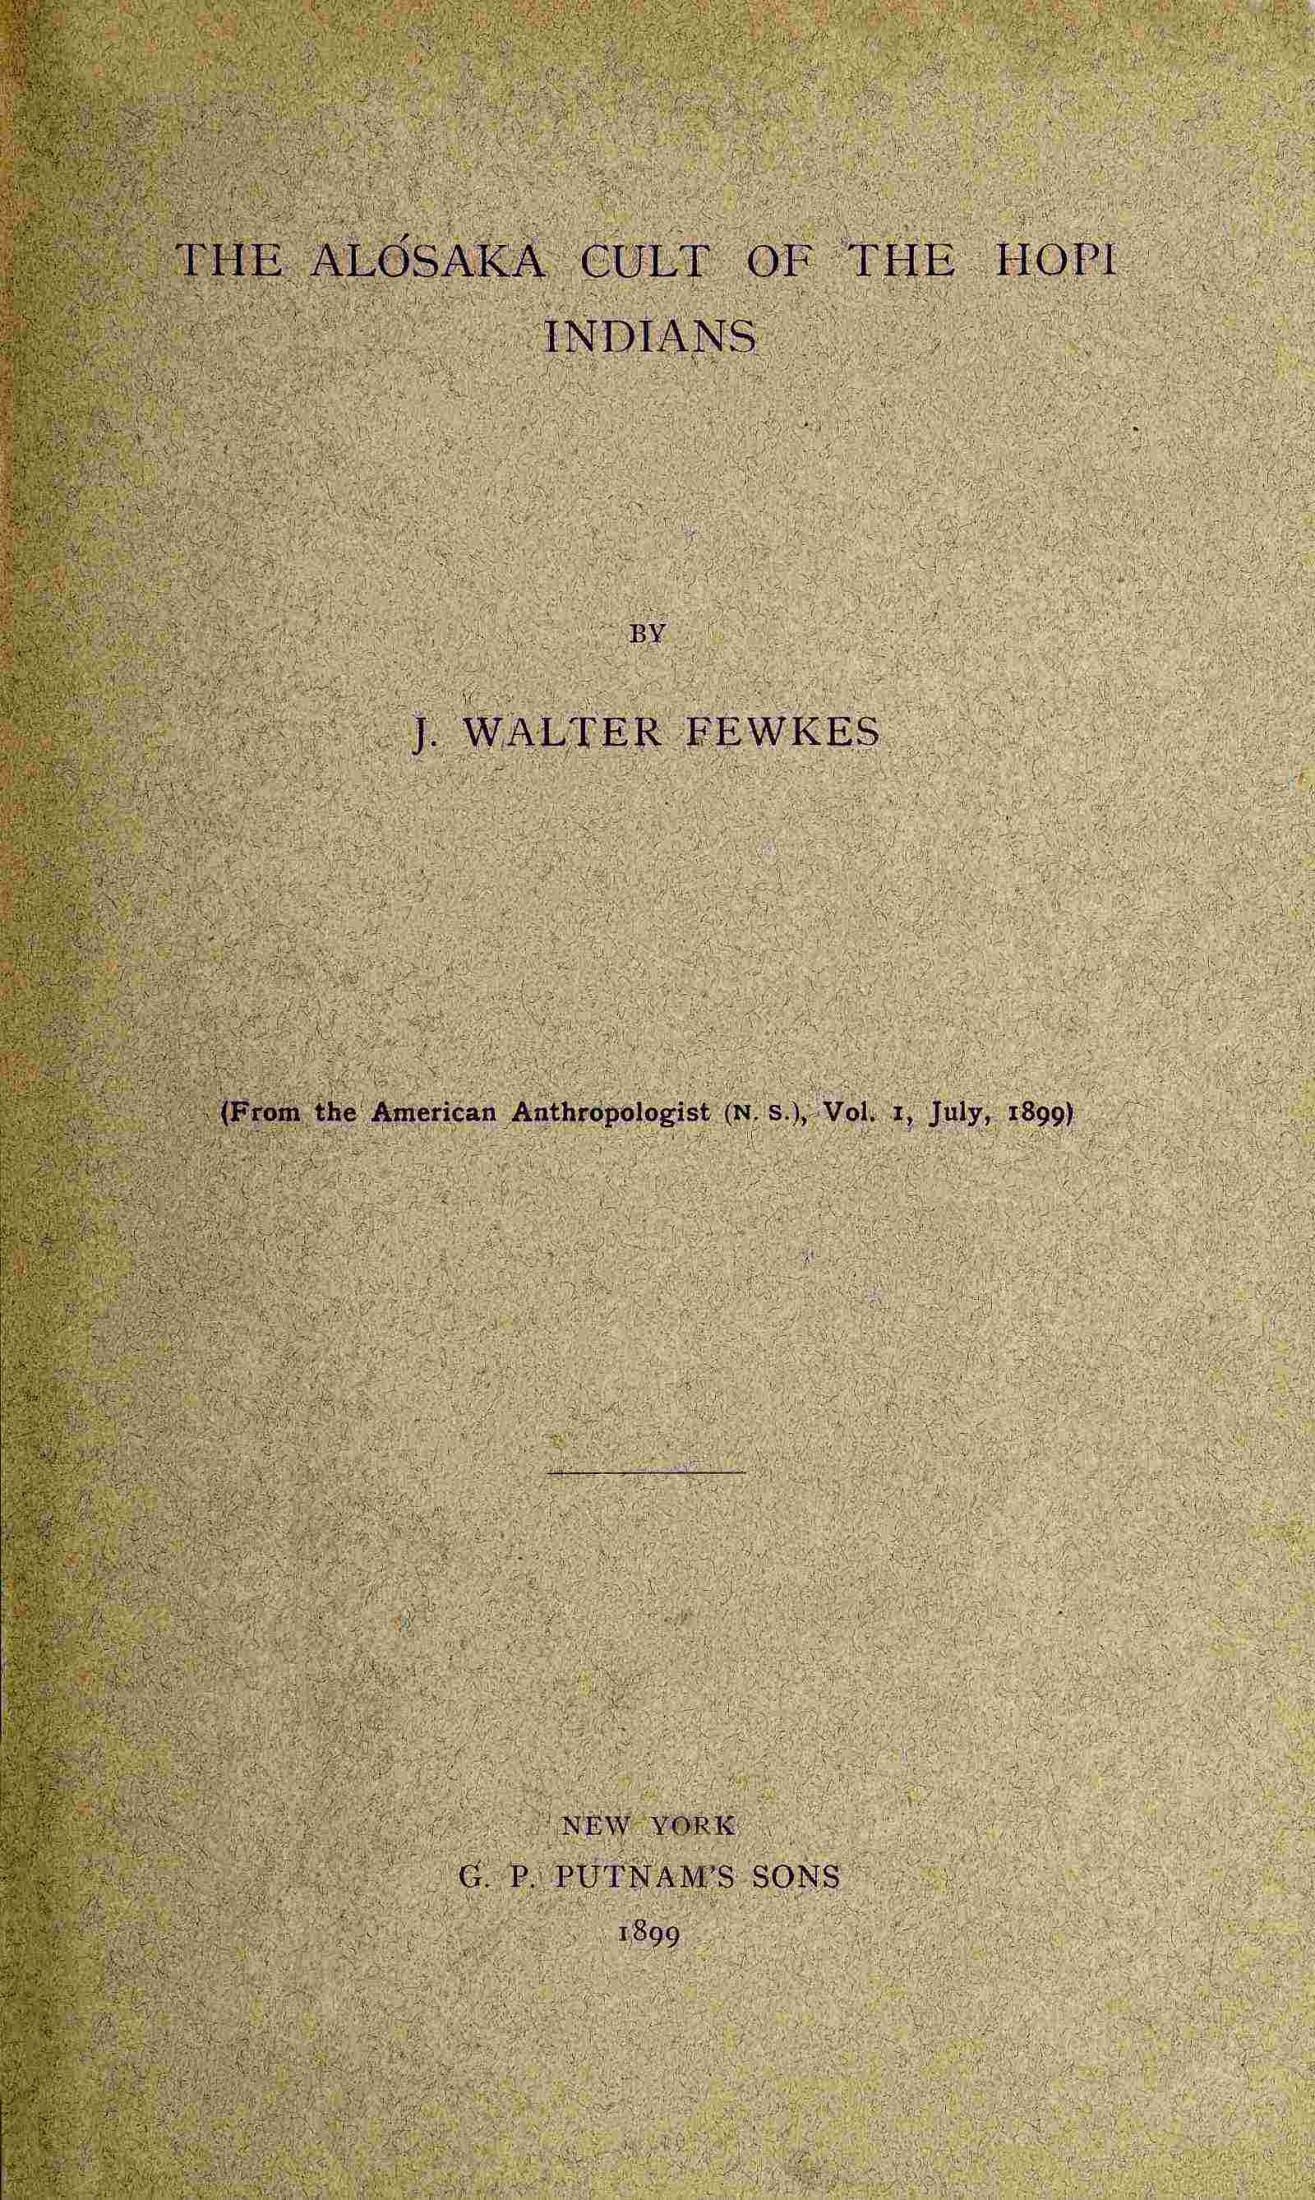 THE ALÓSAKA CULT OF THE HOPI
INDIANS
BY
J. WALTER FEWKES
(From the American Anthropologist (N. S.), Vol. 1, July, 1899)
NEW YORK
G. P. PUTNAM'S SONS
1899